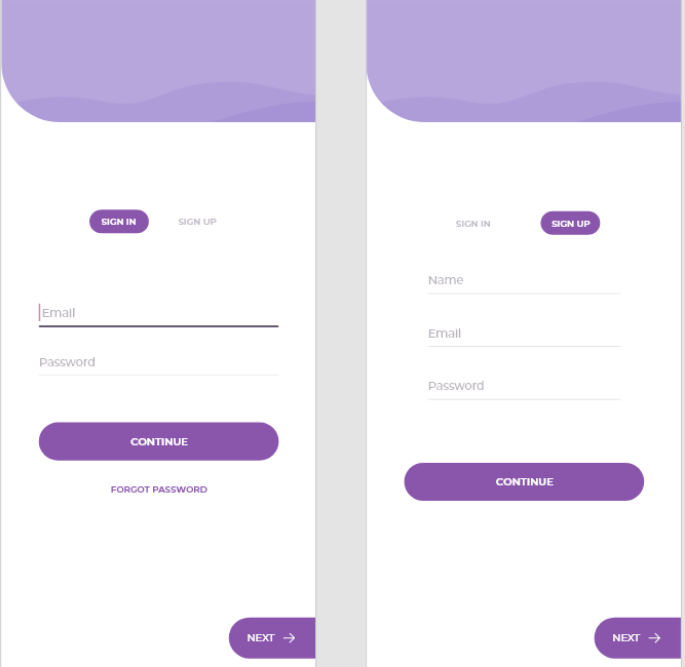 SIGN IN SIGN UP
Email
Password
CONTINUE
FORGOT PASSWORD
NEXT
SIGN IN SIGN UP
Name
Email
Password
CONTINUE
NEXT